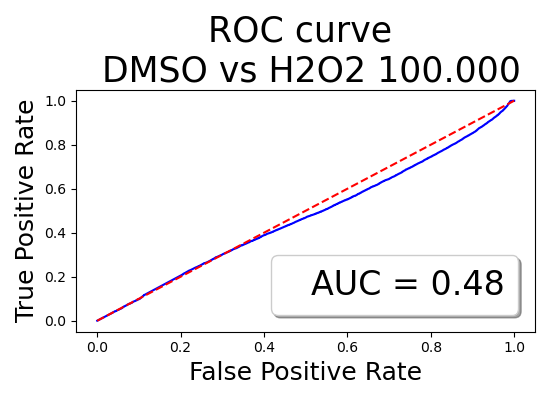 ROC curve
DMSO vs H2O2 100.000
True Positive Rate
1.0
0.8
0.6
0.4
0.2
0.0
AUC = 0.48
0.0 0.2 0.4 0.6 0.8 1.0
False Positive Rate